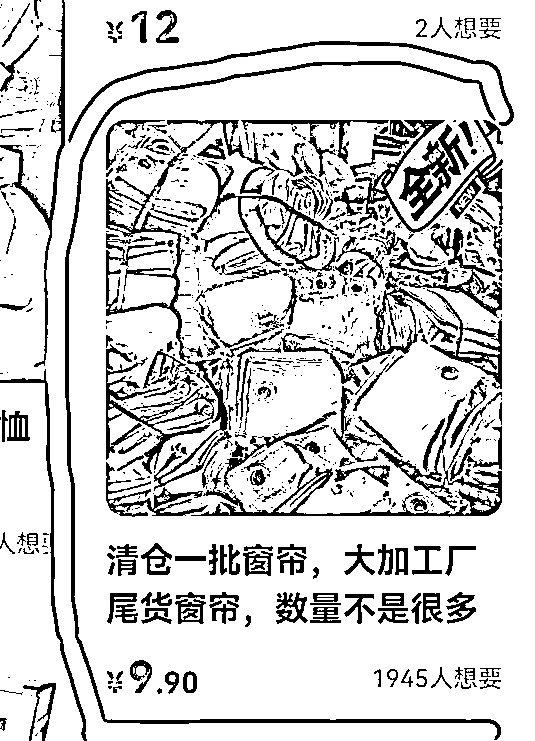 ¥12
2人想要
全新!
恤
人想要
清仓一批窗帘，大加工厂
尾货窗帘，数量不是很多
¥9.90
1945人想要